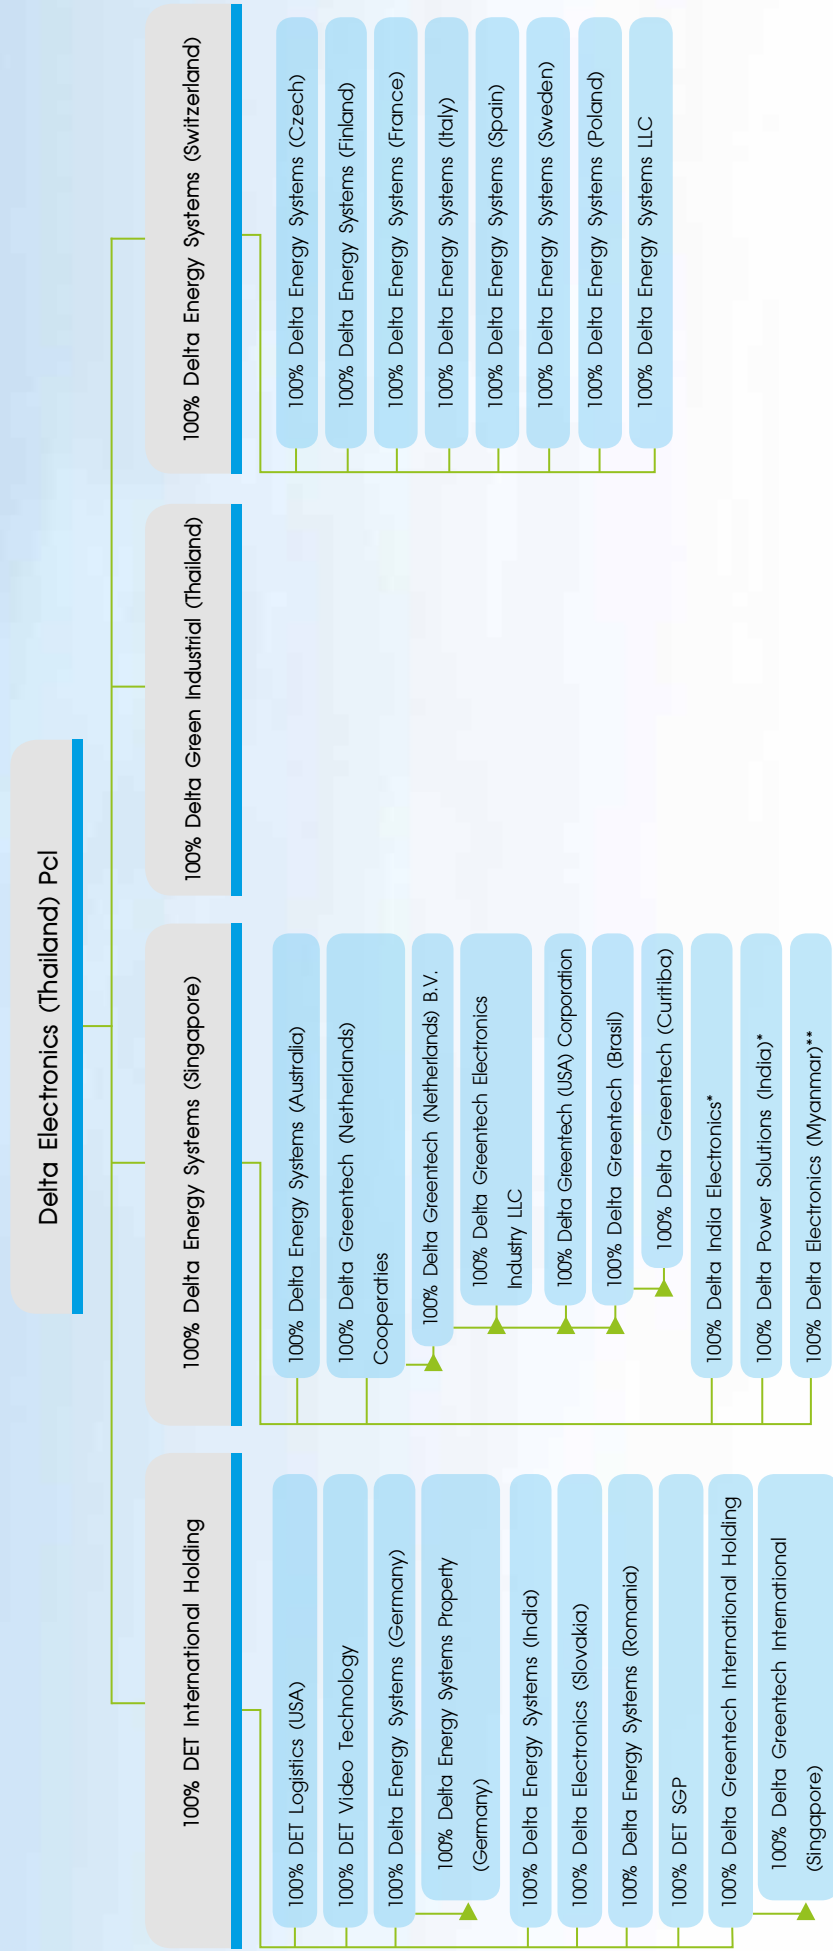 Delta Electronics (Thailand) Pcl
100% DET International Holding
100% DET Logistics (USA)
100% DET Video Technology
100% Delta Energy Systems (Germany)
100% Delta Energy Systems Property
(Germany)
100% Delta Energy Systems (India)
100% Delta Electronics (Slovakia)
100% Delta Energy Systems (Romania)
100% DET SGP
100% Delta Greentech International Holding
100% Delta Greentech International
(Singapore)
100% Delta Energy Systems (Singapore)
100% Delta Energy Systems (Australia)
100% Delta Greentech (Netherlands)
Cooperaties
100% Delta Greentech (Netherlands) B.V.
100% Delta Greentech Electronics
Industry LLC
100% Delta Greentech (USA) Corporation
100% Delta Greentech (Brasil)
100% Delta Greentech (Curitiba)
100% Delta India Electronics*
100% Delta Power Solutions (India)*
100% Delta Electronics (Myanmar)**
100% Delta Green Industrial (Thailand)
100% Delta Energy Systems (Switzerland)
100% Delta Energy Systems (Czech)
100% Delta Energy Systems (Finland)
100% Delta Energy Systems (France)
100% Delta Energy Systems (Italy)
100% Delta Energy Systems (Spain)
100% Delta Energy Systems (Sweden)
100% Delta Energy Systems (Poland)
100% Delta Energy Systems LLC